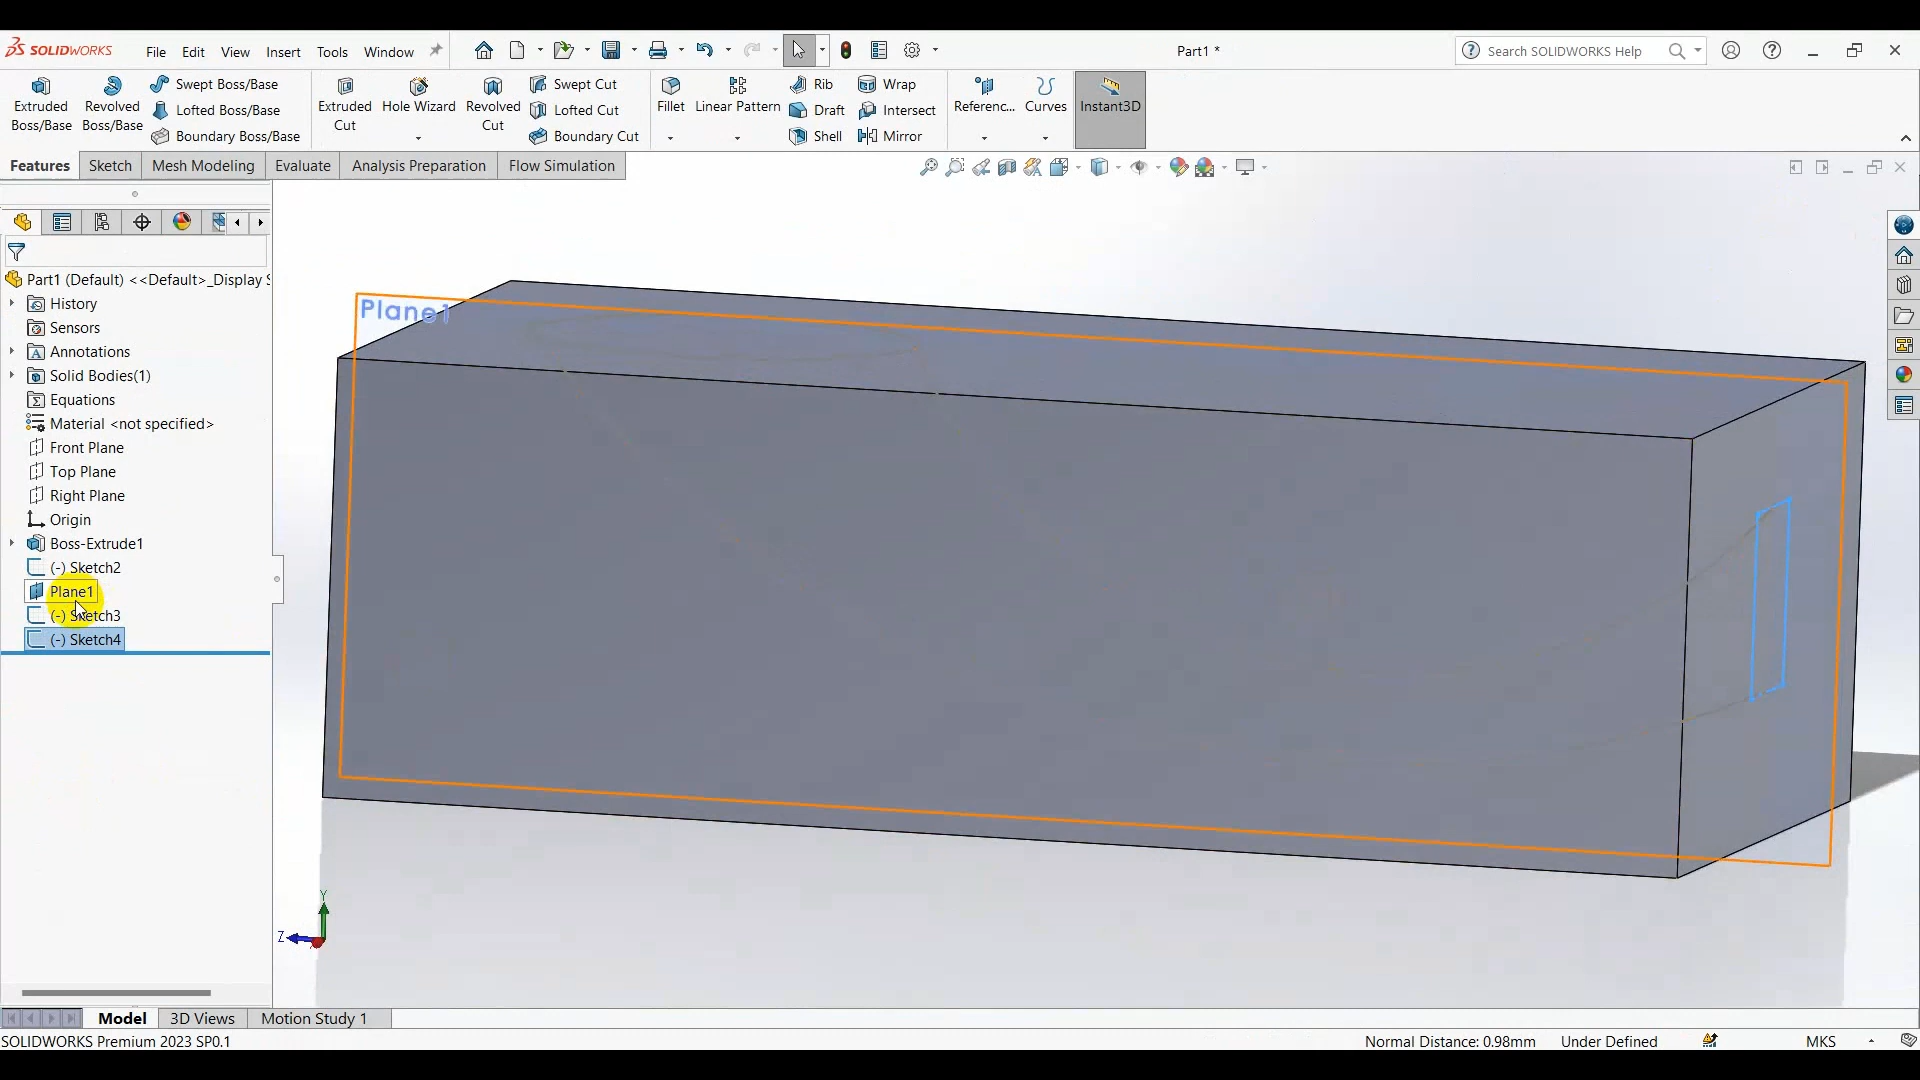 SOLIDWORKS
File Edit View Insert Tools Window
Part1 *
Search SOLIDWORKS Help
Extruded Boss/Base
Revolved Boss/Base
Swept Boss/Base
Lofted Boss/Base
Boundary Boss/Base
Extruded Cut
Hole Wizard
Revolved Cut
Swept Cut
Lofted Cut
Boundary Cut
Fillet
Linear Pattern
Rib
Draft
Shell
Wrap
Intersect
Mirror
Referenc...
Curves
Instant3D
Features Sketch Mesh Modeling Evaluate Analysis Preparation Flow Simulation
Part1 (Default) <<Default>_Display S
History
Sensors
Annotations
Solid Bodies(1)
Equations
Material <not specified>
Front Plane
Top Plane
Right Plane
Origin
Boss-Extrude1
(-) Sketch2
Plane1
(-) Sketch3
(-) Sketch4
Plane1
Y
Z
Model 3D Views Motion Study 1
SOLIDWORKS Premium 2023 SP0.1
Normal Distance: 0.98mm Under Defined MKS